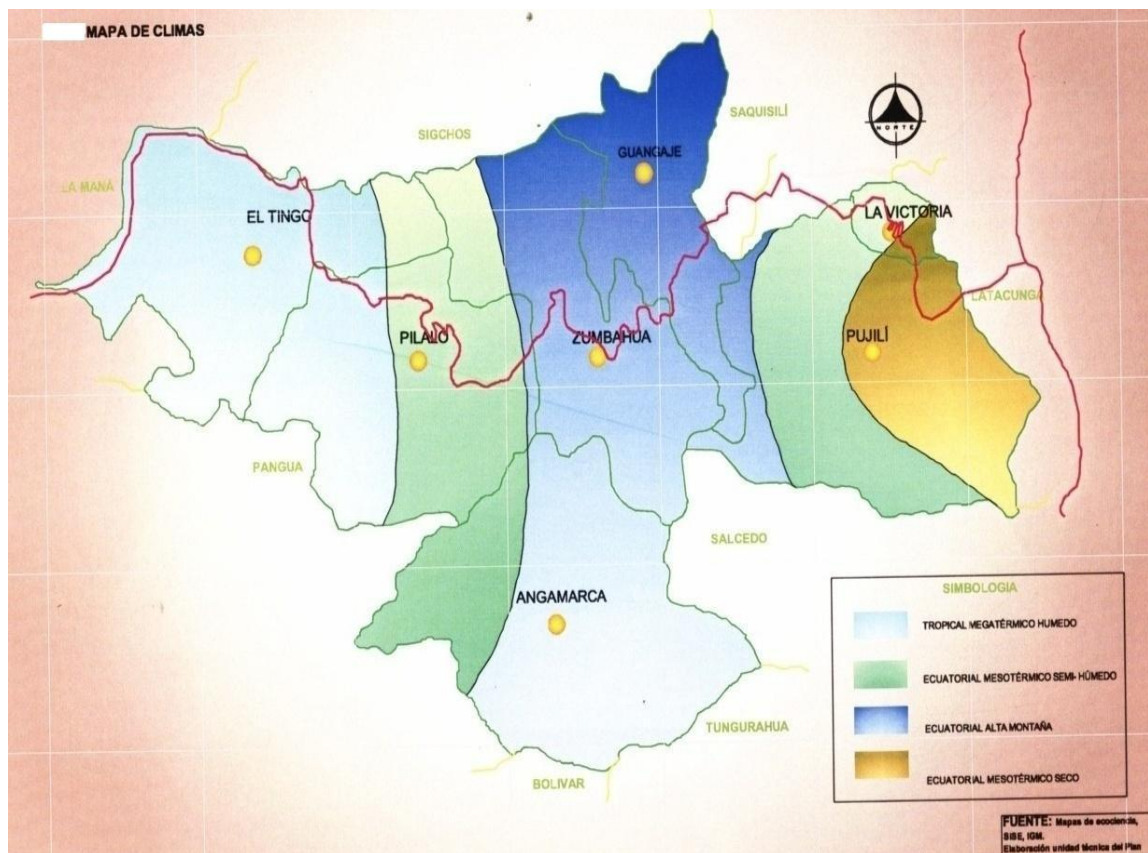 MAPA DE CLIMAS
SIGCHOS
SAQUISILÍ
NORTE
GUANGAJE
LA MANÁ
EL TINGO
LA VICTORIA
LATACUNGA
PILALO
ZUMBAHUA
PUJILÍ
PANGUA
SALCEDO
ANGAMARCA
TUNGURAHUA
BOLIVAR
SIMBOLOGIA
TROPICAL MEGATÉRMICO HUMEDO
ECUATORIAL MESOTÉRMICO SEMI- HÚMEDO
ECUATORIAL ALTA MONTAÑA
ECUATORIAL MESOTÉRMICO SECO
FUENTE: Mapas de ecociencia,
SISE, IGM.
Elaboración unidad técnica del Plan